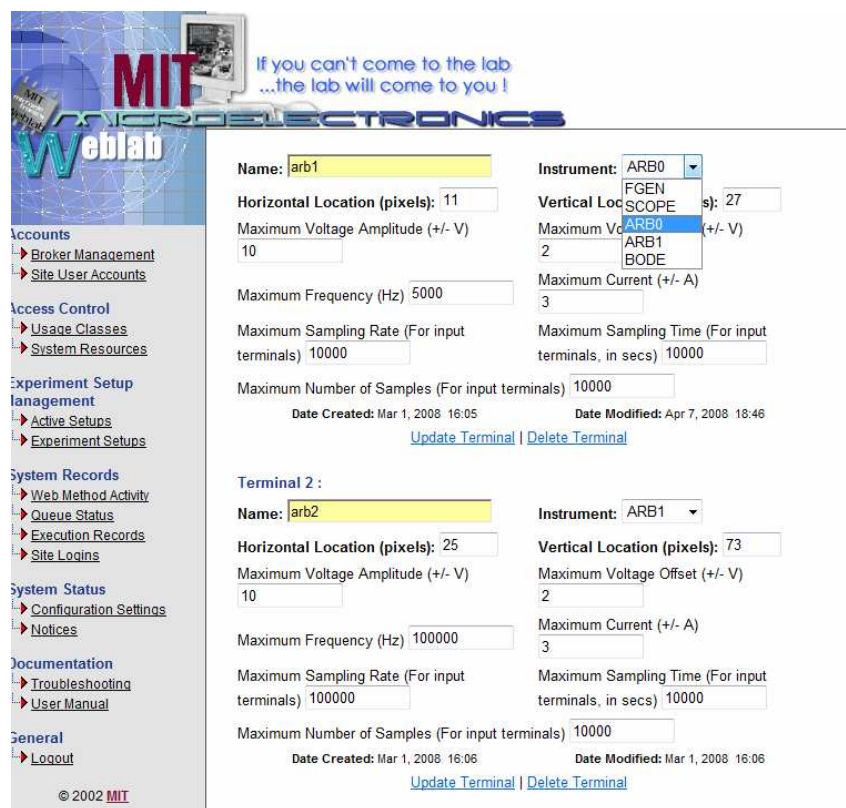 MIT
If you can't come to the lab
...the lab will come to you !
MIT
microelectronics
weblab
MICROELECTRONICS
Weblab
Accounts
Broker Management
Site User Accounts
Access Control
Usage Classes
System Resources
Experiment Setup
Management
Active Setups
Experiment Setups
System Records
Web Method Activity
Queue Status
Execution Records
Site Logins
System Status
Configuration Settings
Notices
Documentation
Troubleshooting
User Manual
General
Logout
© 2002 MIT
Name: arb1 Instrument: ARB0
FGEN
SCOPE
ARB0
ARB1
BODE
Horizontal Location (pixels): 11 Vertical Loc s): 27
Maximum Voltage Amplitude (+/- V) Maximum Vo (+/- V)
10 2
Maximum Frequency (Hz) 5000 Maximum Current (+/- A)
3
Maximum Sampling Rate (For input Maximum Sampling Time (For input
terminals) 10000 terminals, in secs) 10000
Maximum Number of Samples (For input terminals) 10000
Date Created: Mar 1, 2008 16:05 Date Modified: Apr 7, 2008 18:46
Update Terminal | Delete Terminal
Terminal 2 :
Name: arb2 Instrument: ARB1
Horizontal Location (pixels): 25 Vertical Location (pixels): 73
Maximum Voltage Amplitude (+/- V) Maximum Voltage Offset (+/- V)
10 2
Maximum Frequency (Hz) 100000 Maximum Current (+/- A)
3
Maximum Sampling Rate (For input Maximum Sampling Time (For input
terminals) 100000 terminals, in secs) 10000
Maximum Number of Samples (For input terminals) 10000
Date Created: Mar 1, 2008 16:06 Date Modified: Mar 1, 2008 16:06
Update Terminal | Delete Terminal